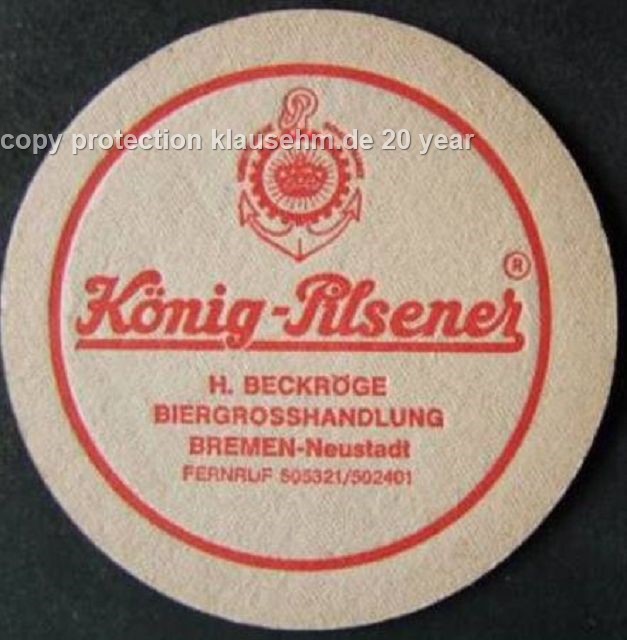 copy protection klausehm.de 20 year
König-Pilsener ®
H. BECKRÖGE
BIERGROSSHANDLUNG
BREMEN-Neustadt
FERNRUF 505321/502401